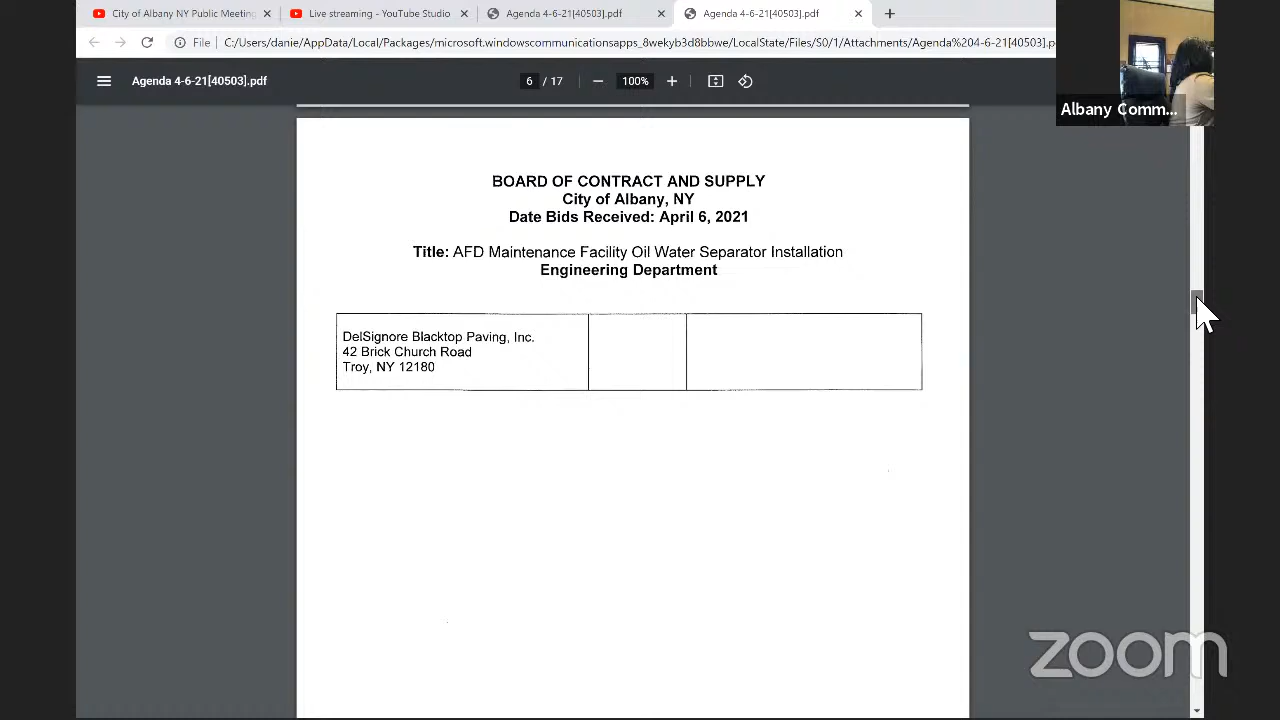 City of Albany NY Public Meeting
Live streaming - YouTube Studio
Agenda 4-6-21[40503].pdf
Agenda 4-6-21[40503].pdf
File
C:/Users/danie/AppData/Local/Packages/microsoft.windowscommunicationsapps_8wekyb3d8bbwe/LocalState/Files/S0/1/Attachments/Agenda%204-6-21[40503].p
Albany Comm...
Agenda 4-6-21[40503].pdf
6 / 17
100%
BOARD OF CONTRACT AND SUPPLY
City of Albany, NY
Date Bids Received: April 6, 2021
Title: AFD Maintenance Facility Oil Water Separator Installation
Engineering Department
DelSignore Blacktop Paving, Inc.
42 Brick Church Road
Troy, NY 12180
zoom